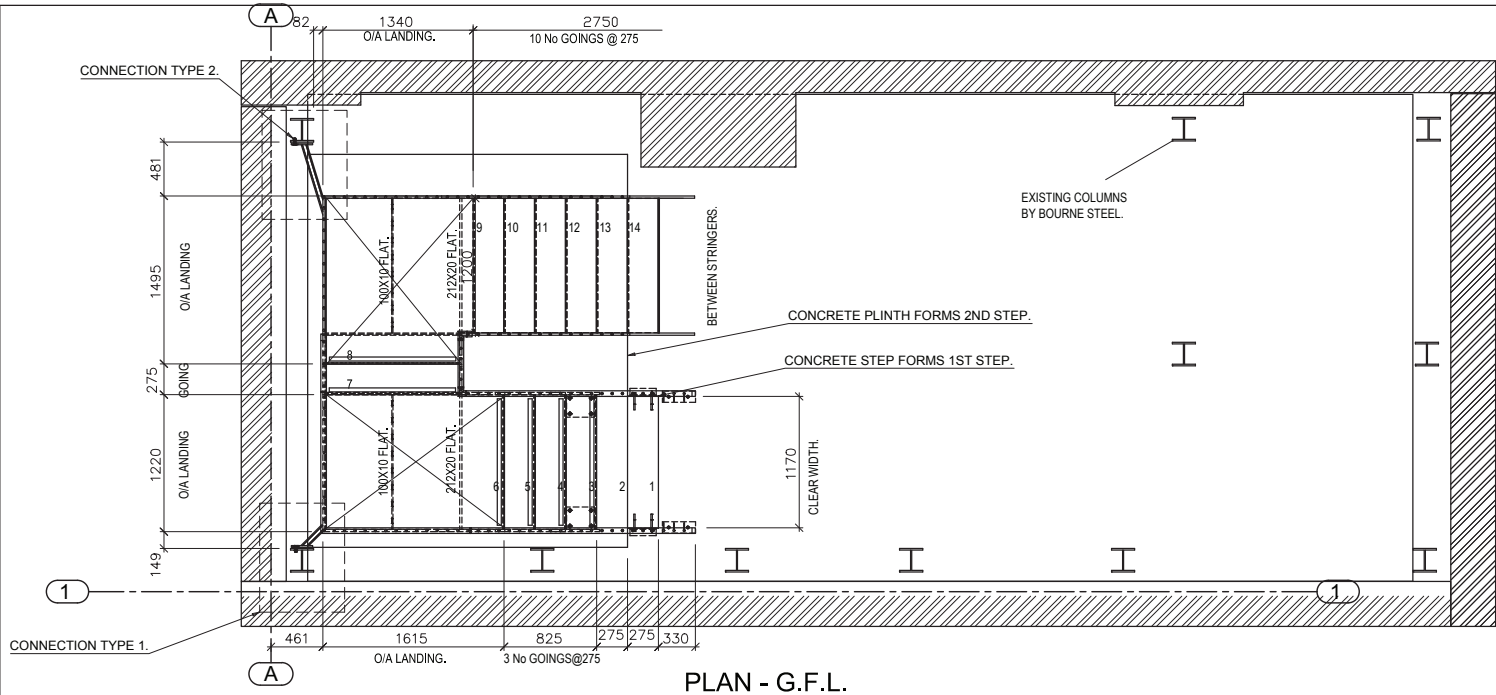 A
82
1340
2750
O/A LANDING.
10 No GOINGS @ 275
CONNECTION TYPE 2.
481
EXISTING COLUMNS
BY BOURNE STEEL.
9
10
11
12
13
14
1495
O/A LANDING
100X10 FLAT.
212X20 FLAT.
1200
BETWEEN STRINGERS.
CONCRETE PLINTH FORMS 2ND STEP.
CONCRETE STEP FORMS 1ST STEP.
8
275
GOING
7
1220
O/A LANDING
100X10 FLAT.
212X20 FLAT.
6
5
4
3
2
1
1170
CLEAR WIDTH.
149
1
1
CONNECTION TYPE 1.
461
1615
825
275
275
330
O/A LANDING.
3 No GOINGS@275
A
PLAN - G.F.L.